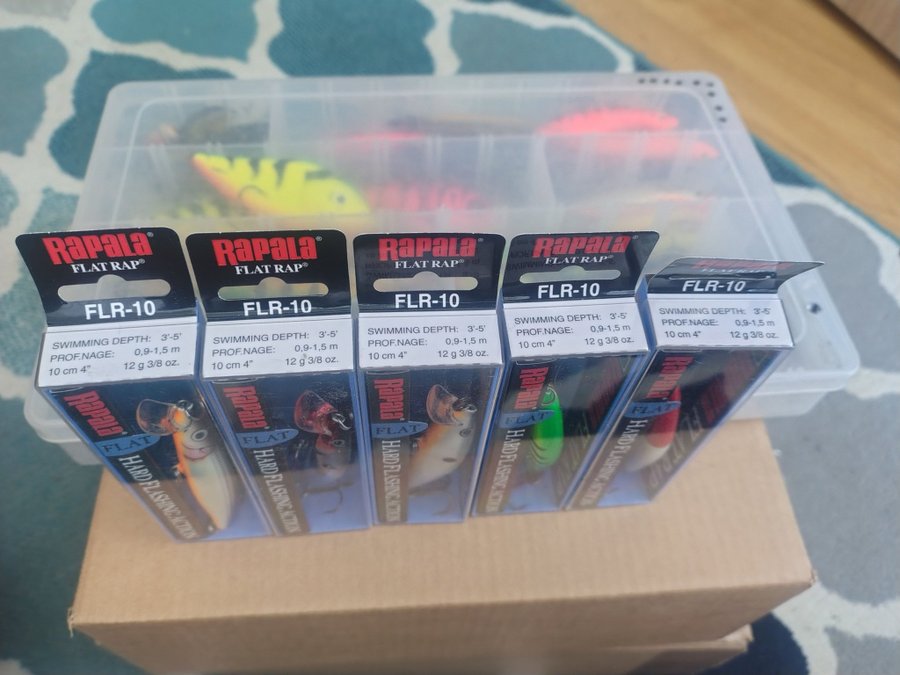 RAPALA®
FLAT RAP®
FLR-10
SWIMMING DEPTH: 3'-5'
PROF.NAGE: 0,9-1,5 m
10 cm 4" 12 g 3/8 oz.
RAPALA
FLAT
HARD FLASHING ACTION
RAPALA®
FLAT RAP®
FLR-10
SWIMMING DEPTH: 3'-5'
PROF.NAGE: 0,9-1,5 m
10 cm 4" 12 g 3/8 oz.
RAPALA
FLAT
HARD FLASHING ACTION
RAPALA®
FLAT RAP®
FLR-10
SWIMMING DEPTH: 3'-5'
PROF.NAGE: 0,9-1,5 m
10 cm 4" 12 g 3/8 oz.
RAPALA
FLAT
HARD FLASHING ACTION
RAPALA®
FLAT RAP®
FLR-10
SWIMMING DEPTH: 3'-5'
PROF.NAGE: 0,9-1,5 m
10 cm 4" 12 g 3/8 oz.
RAPALA
FLAT
HARD FLASHING ACTION
RAPALA
FLAT RAP®
FLR-10
SWIMMING DEPTH: 3'-5'
PROF.NAGE: 0,9-1,5 m
10 cm 4" 12 g 3/8 oz.
RAPALA
FLAT
HARD FLASHING ACTION